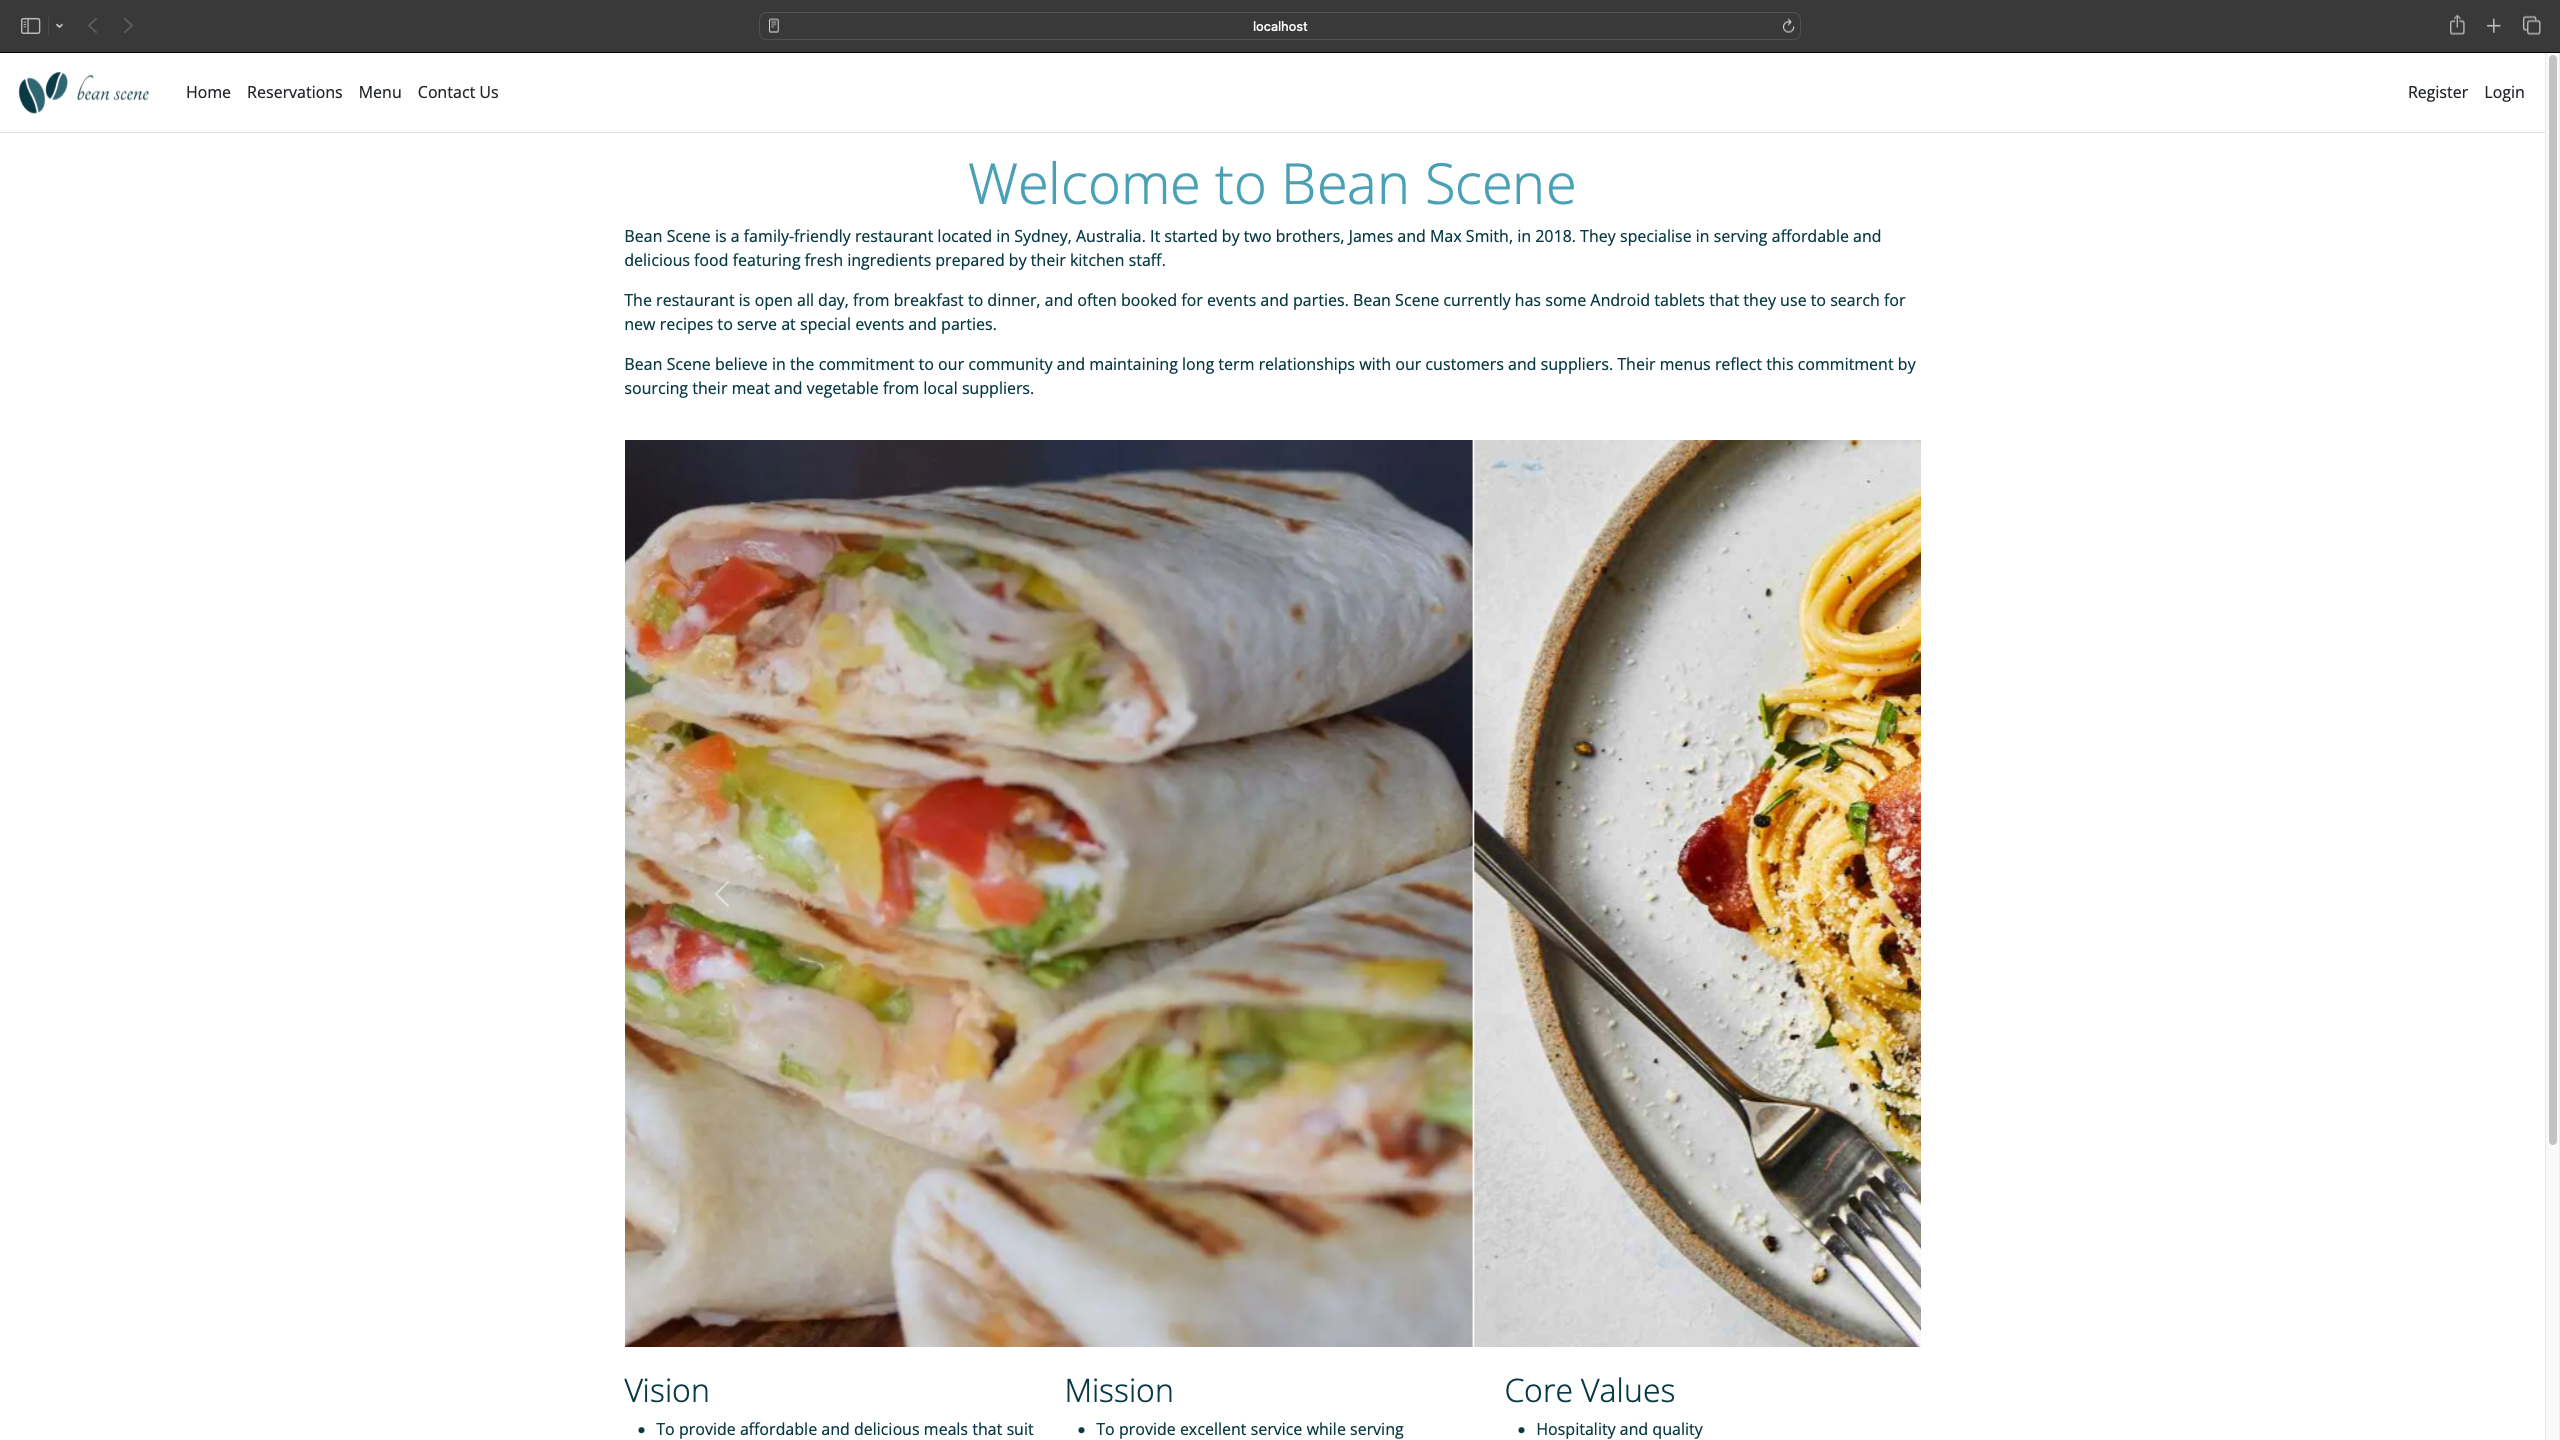 localhost
bean scene
Home Reservations Menu Contact Us
Register Login
Welcome to Bean Scene
Bean Scene is a family-friendly restaurant located in Sydney, Australia. It started by two brothers, James and Max Smith, in 2018. They specialise in serving affordable and
delicious food featuring fresh ingredients prepared by their kitchen staff.
The restaurant is open all day, from breakfast to dinner, and often booked for events and parties. Bean Scene currently has some Android tablets that they use to search for
new recipes to serve at special events and parties.
Bean Scene believe in the commitment to our community and maintaining long term relationships with our customers and suppliers. Their menus reflect this commitment by
sourcing their meat and vegetable from local suppliers.
Vision
• To provide affordable and delicious meals that suit
Mission
• To provide excellent service while serving
Core Values
• Hospitality and quality